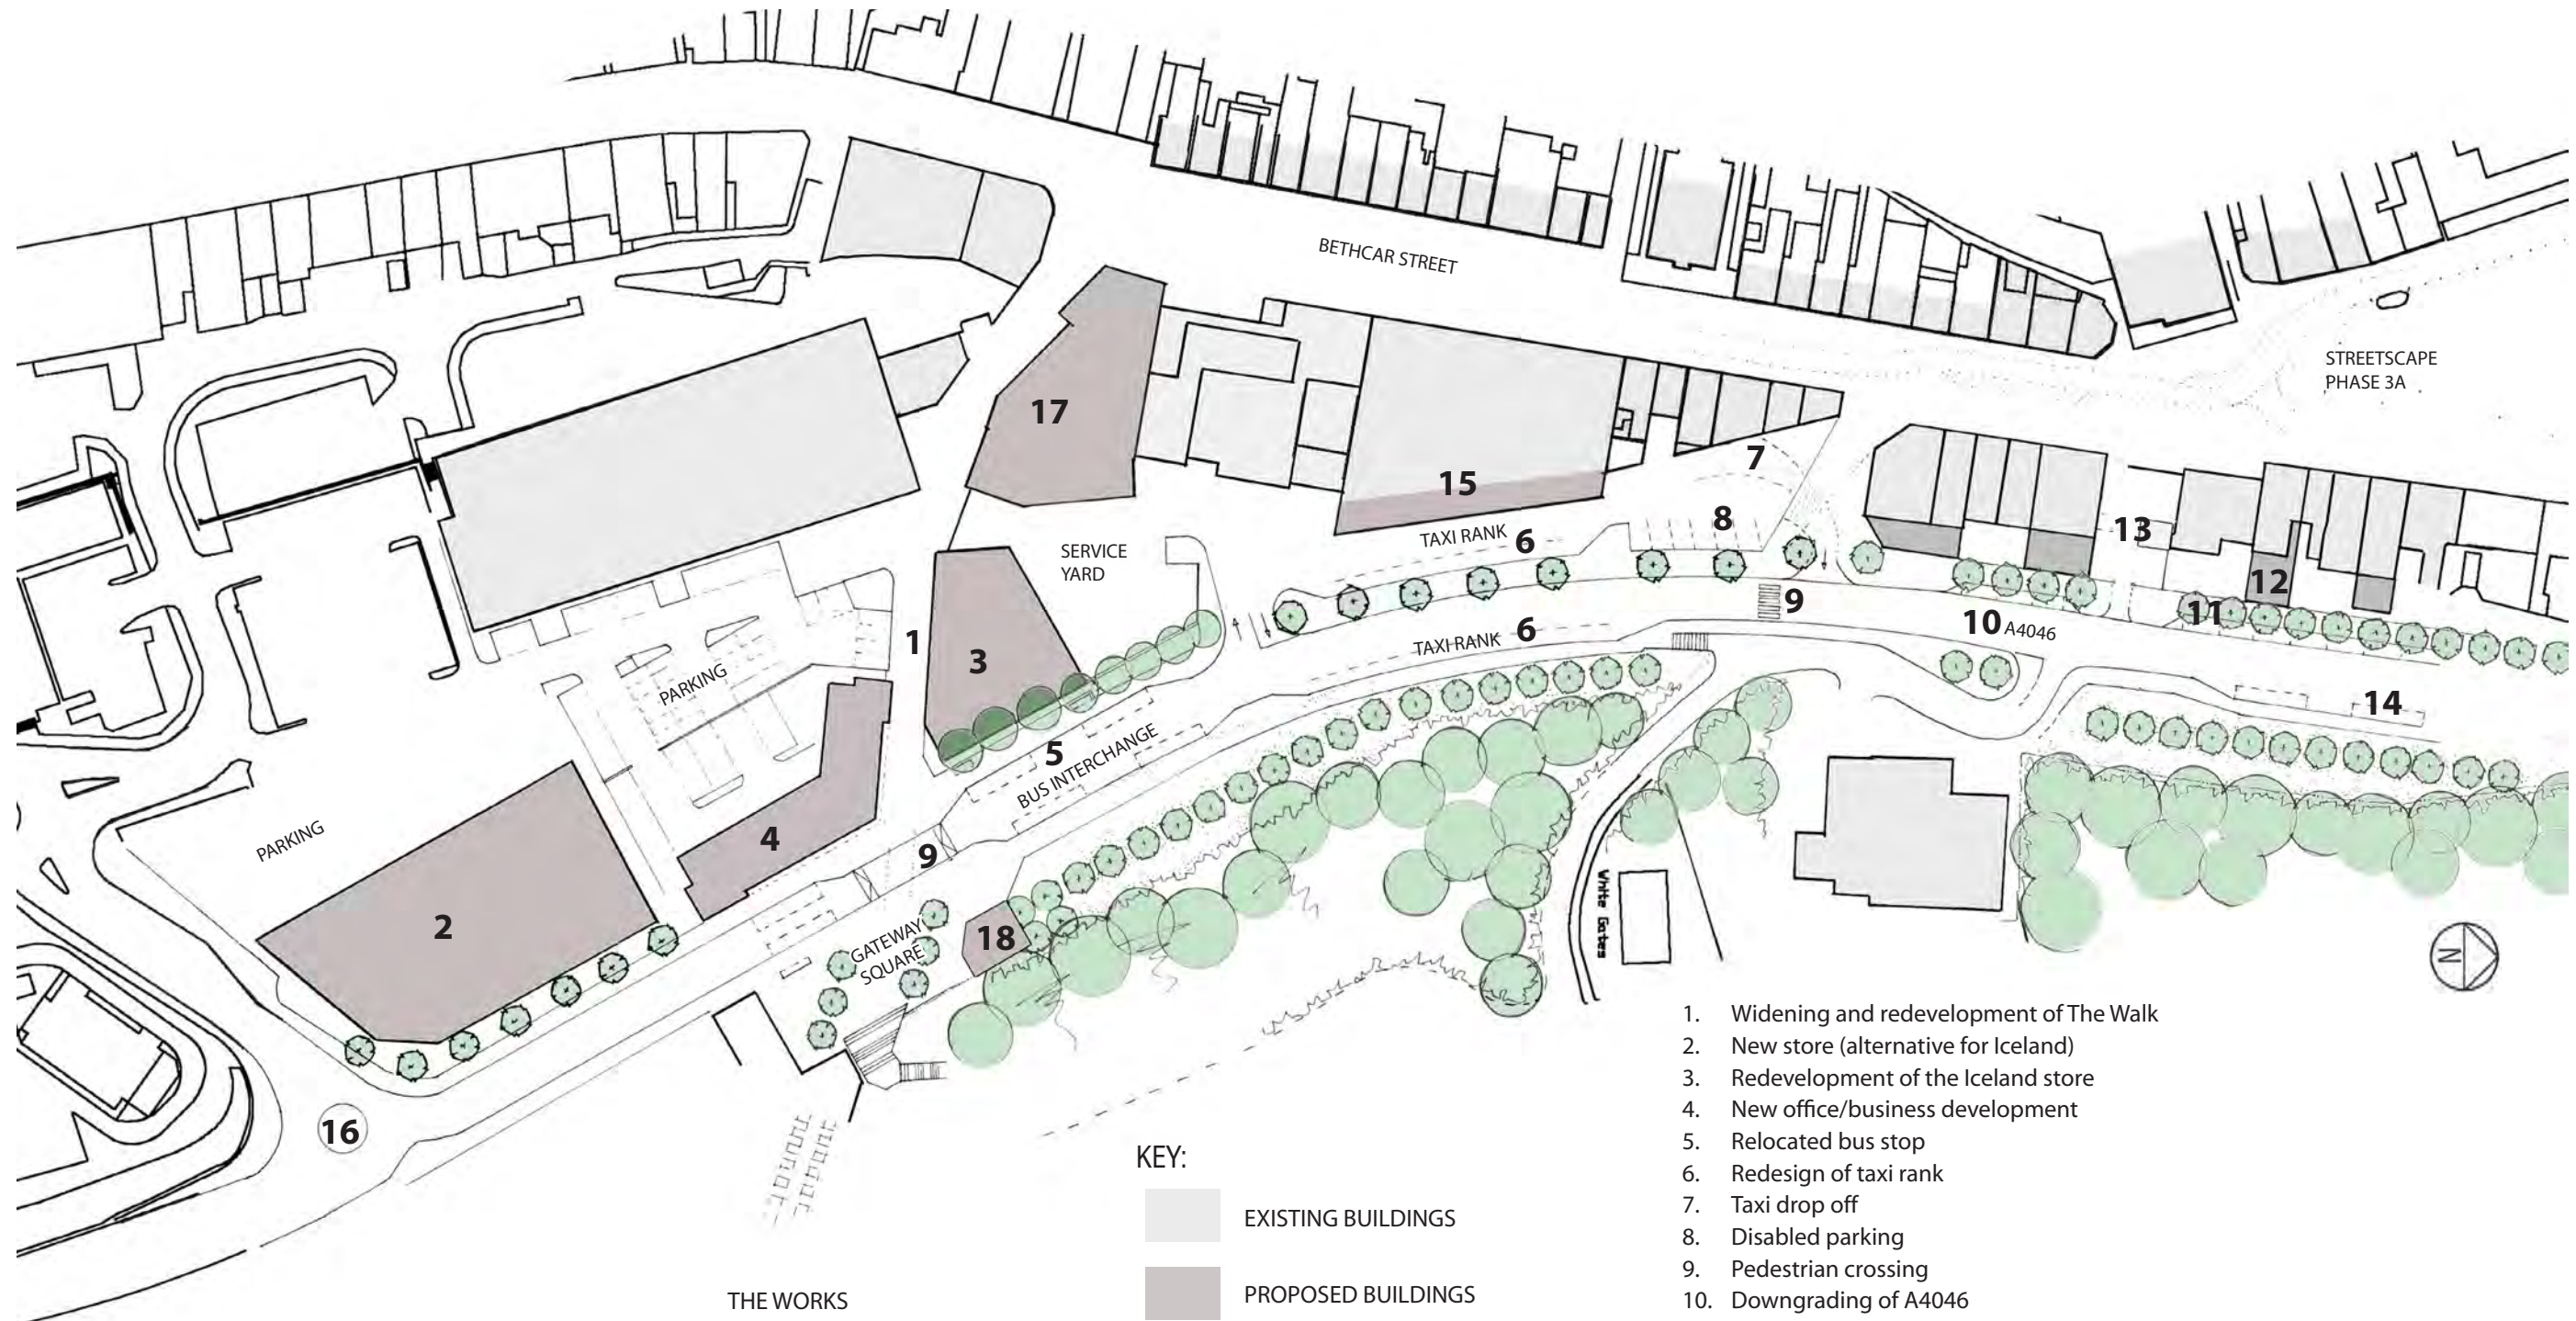 BETHCAR STREET
STREETSCAPE
PHASE 3A
17
15
7
8
13
TAXI RANK 6
SERVICE
YARD
12
11
9
10 A4046
TAXI RANK 6
1
3
PARKING
14
5
BUS INTERCHANGE
PARKING
4
9
2
GATEWAY
SQUARE
18
White Gates
N
16
1. Widening and redevelopment of The Walk
2. New store (alternative for Iceland)
3. Redevelopment of the Iceland store
4. New office/business development
5. Relocated bus stop
6. Redesign of taxi rank
7. Taxi drop off
8. Disabled parking
9. Pedestrian crossing
10. Downgrading of A4046
KEY:
EXISTING BUILDINGS
PROPOSED BUILDINGS
THE WORKS